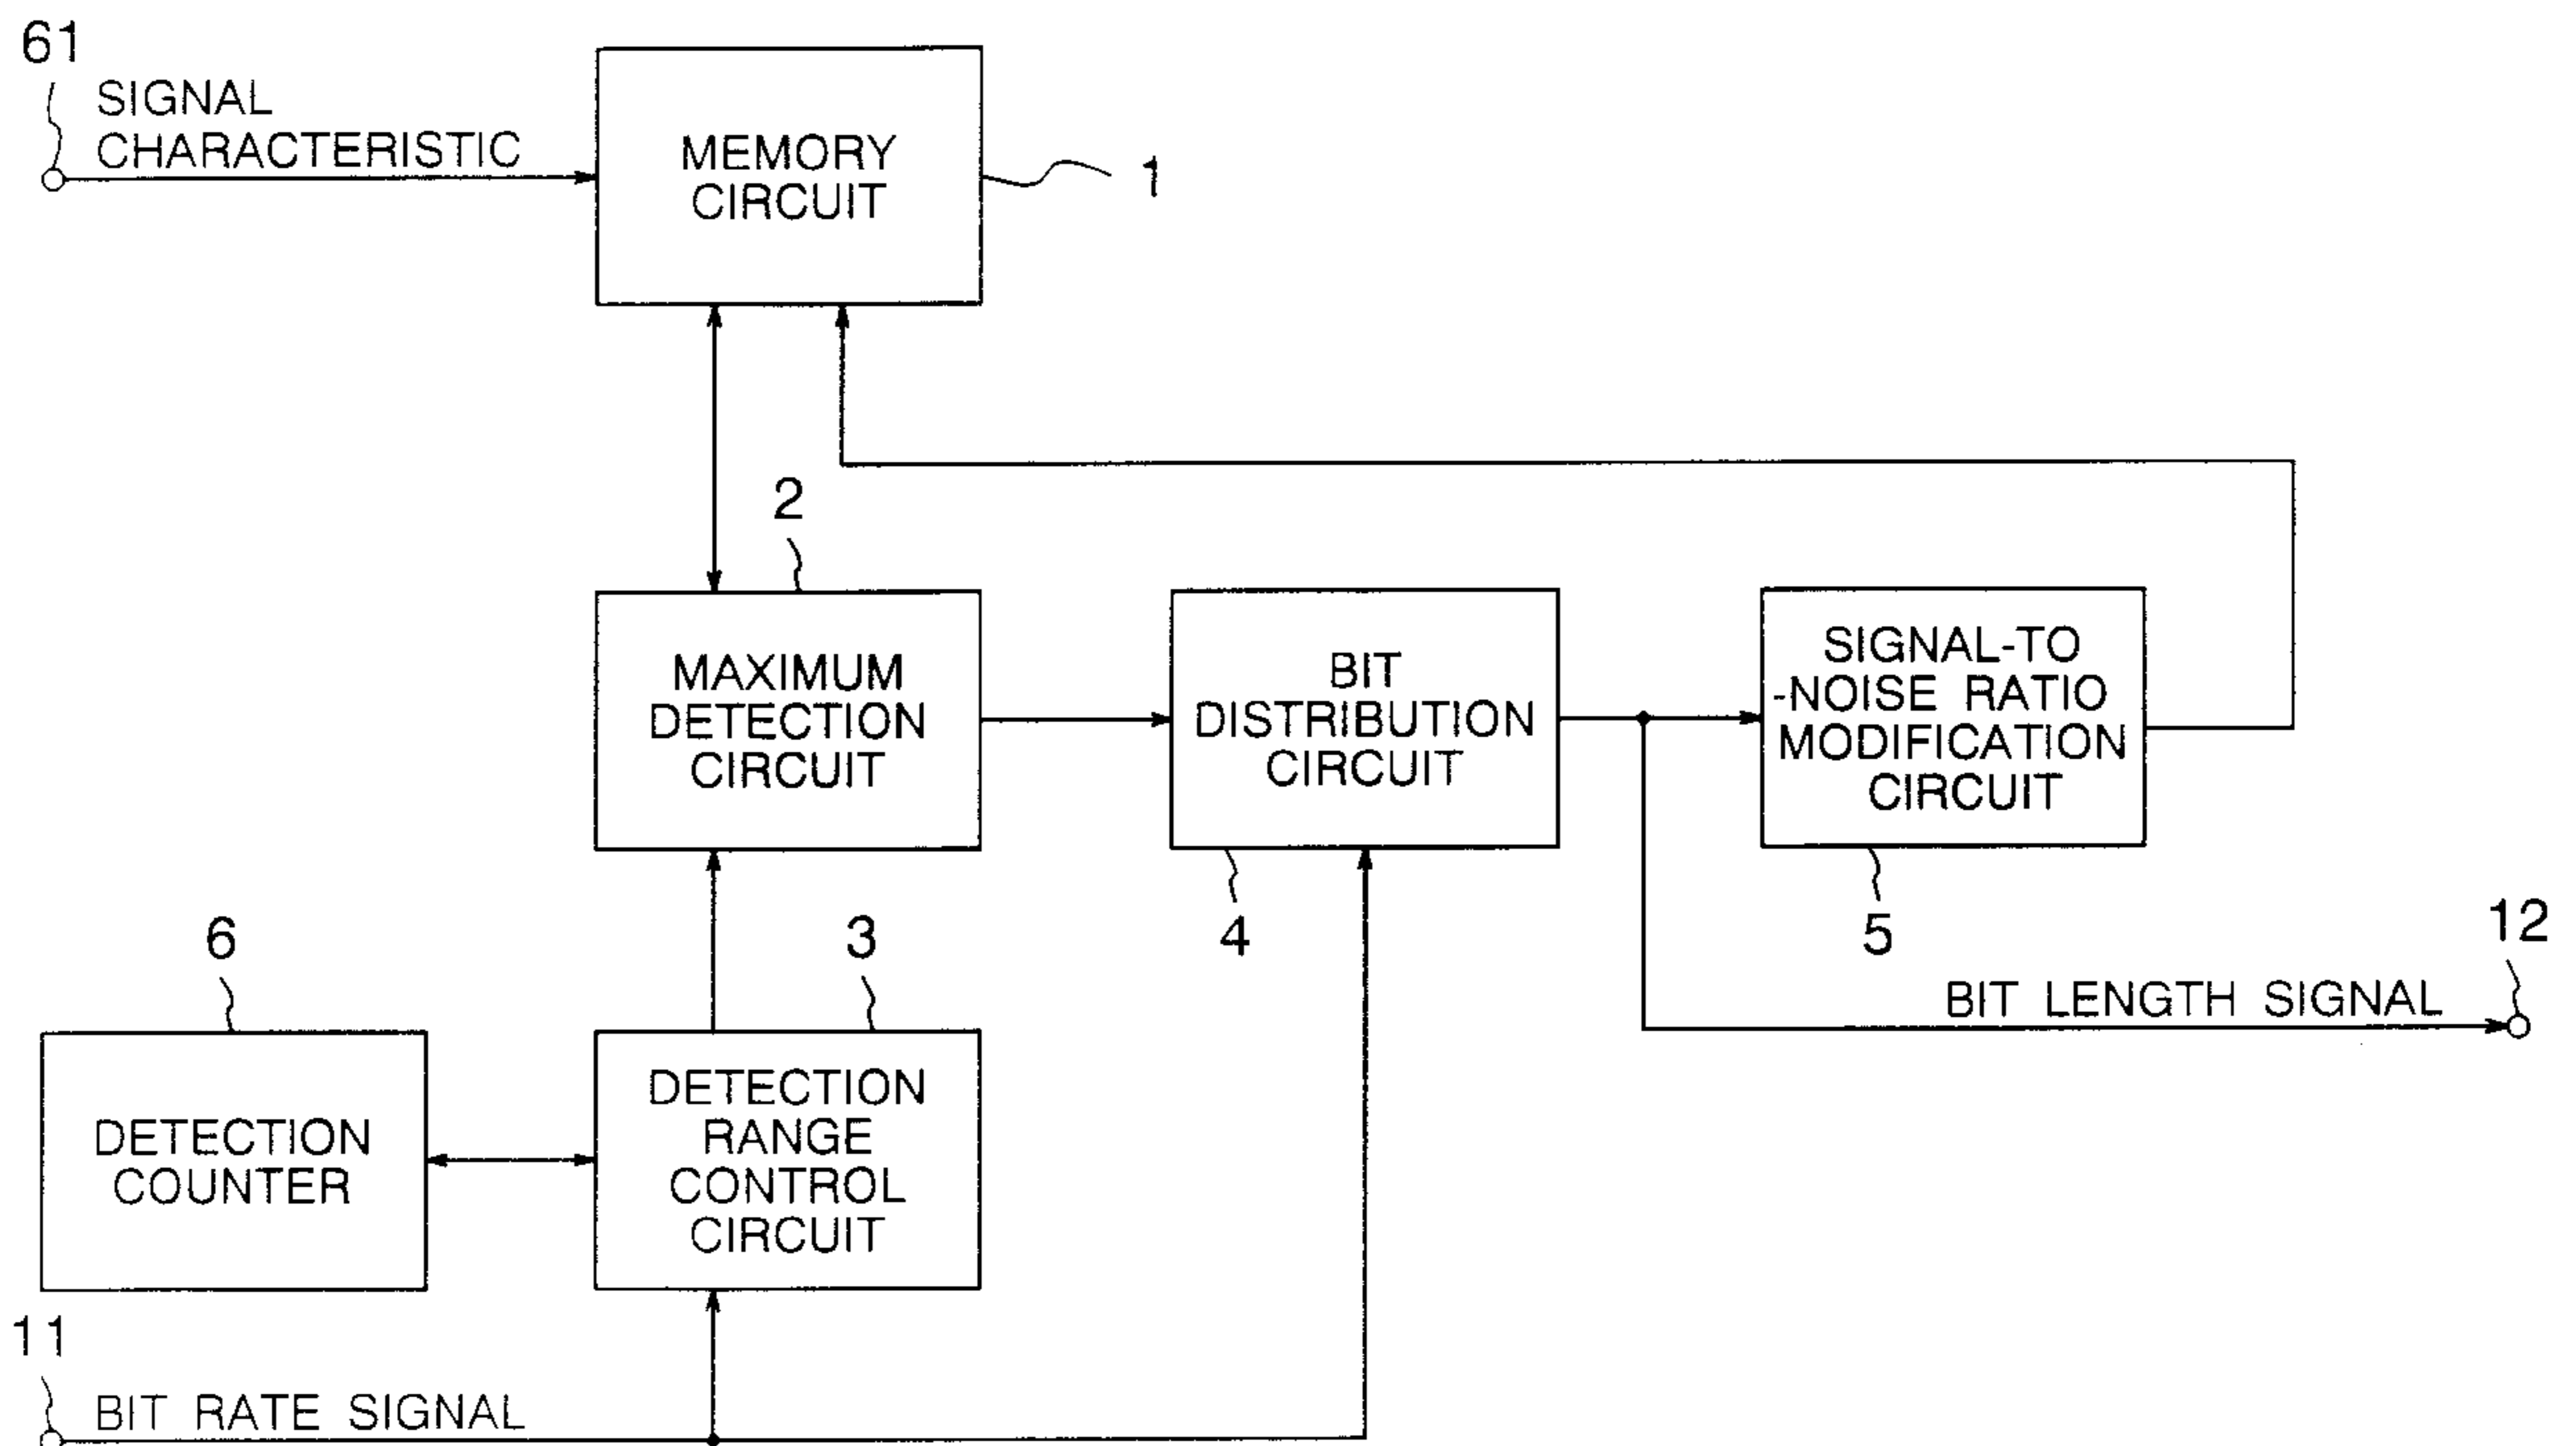 61
SIGNAL
CHARACTERISTIC
MEMORY
CIRCUIT
1
2
MAXIMUM
DETECTION
CIRCUIT
BIT
DISTRIBUTION
CIRCUIT
SIGNAL-TO
-NOISE RATIO
MODIFICATION
CIRCUIT
4
5
12
BIT LENGTH SIGNAL
6
3
DETECTION
COUNTER
DETECTION
RANGE
CONTROL
CIRCUIT
11
BIT RATE SIGNAL